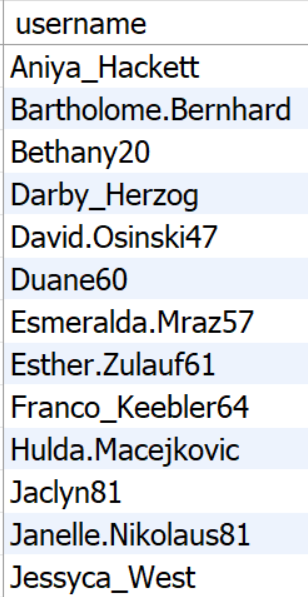 username
Aniya_Hackett
Bartholome.Bernhard
Bethany20
Darby_Herzog
David.Osinski47
Duane60
Esmeralda.Mraz57
Esther.Zulauf61
Franco_Keebler64
Hulda.Macejkovic
Jaclyn81
Janelle.Nikolaus81
Jessyca_West